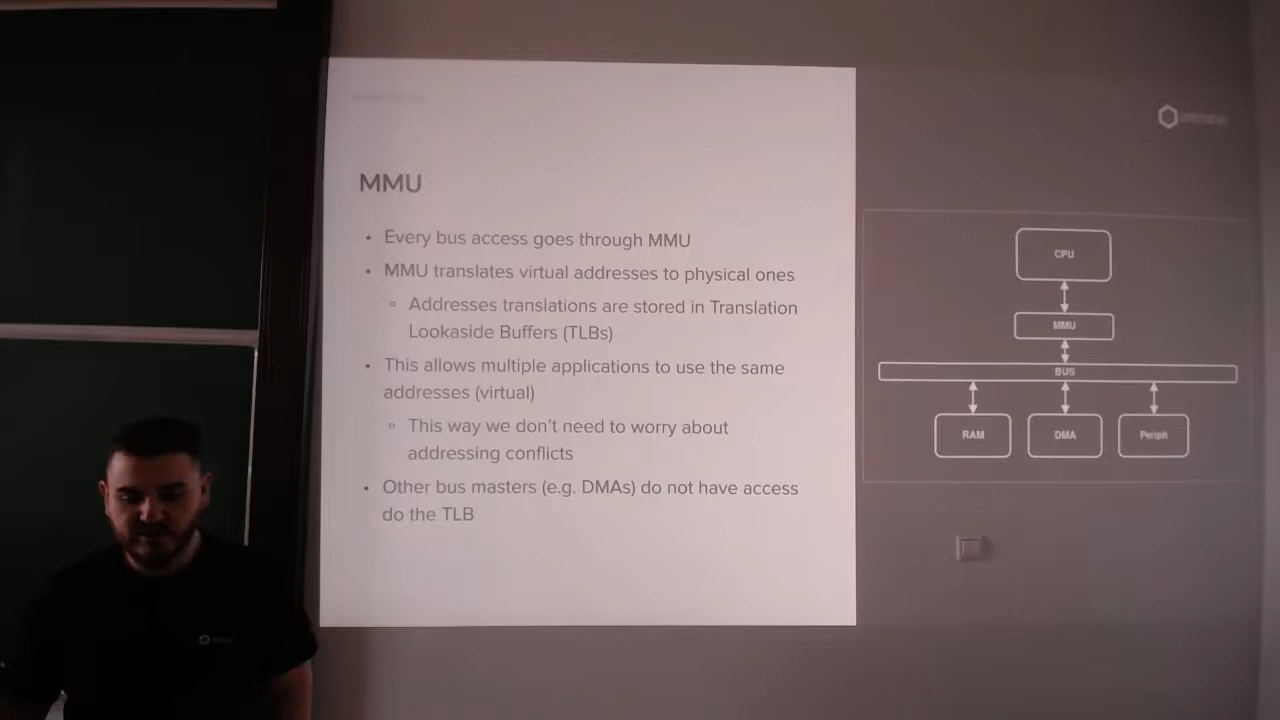 MMU
• Every bus access goes through MMU
• MMU translates virtual addresses to physical ones
◦ Addresses translations are stored in Translation
Lookaside Buffers (TLBs)
• This allows multiple applications to use the same
addresses (virtual)
◦ This way we don't need to worry about
addressing conflicts
• Other bus masters (e.g. DMAs) do not have access
do the TLB
CPU
MMU
BUS
RAM
DMA
Periph